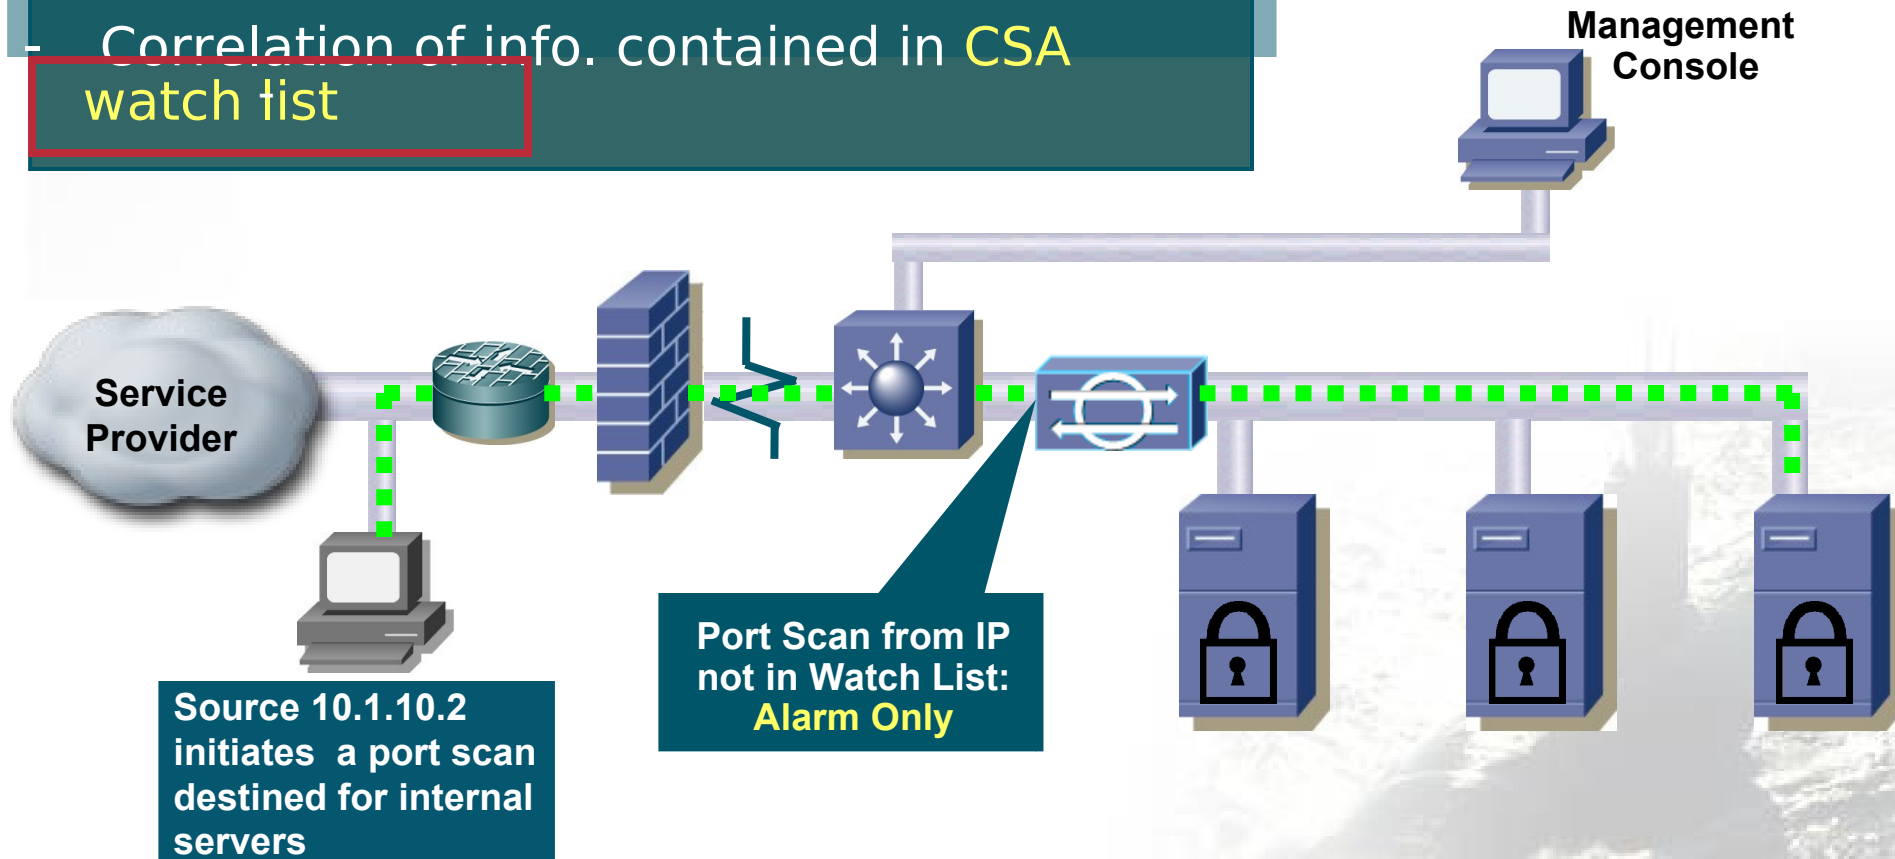 - Correlation of info. contained in CSA
watch list
-
Management
Console
Service
Provider
Port Scan from IP
not in Watch List:
Alarm Only
Source 10.1.10.2
initiates a port scan
destined for internal
servers